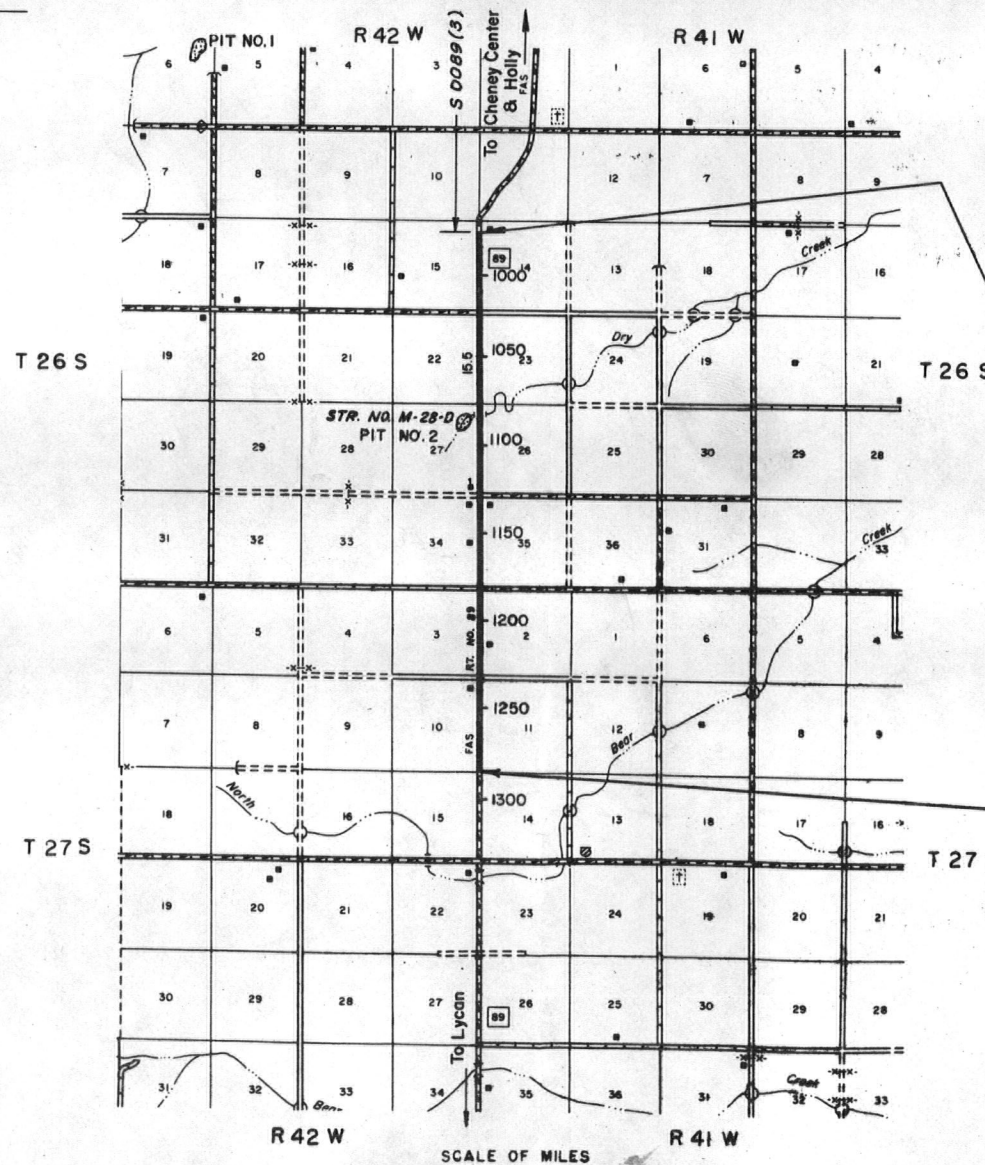 R 42 W
R 41 W
PIT NO. 1
S 0089(3)
To Cheney Center
& Holly
FAS
6 5 4 3 1 6 5 4
7 8 9 10 12 7 8 9
18 17 16 15 89 14 13 18 17 16
Creek
1000
T 26 S
19 20 21 22 15.5 23 24 19 21
1050
Dry
T 26 S
STR. NO. M-28-D
PIT NO. 2
30 29 28 27 26 25 30 29 28
1100
31 32 33 34 35 36 31 33
1150
Creek
6 5 4 3 2 1 6 5 4
1200
FAS RT. NO. 89
7 8 9 10 11 12 8 9
1250
Bear
North
1300
18 16 15 14 13 18 17 16
T 27 S
T 27
19 20 21 22 23 24 19 20 21
30 29 28 27 26 25 30 29 28
To Lycan
89
31 32 33 34 35 36 31 32 33
Bear
Creek
R 42 W
R 41 W
SCALE OF MILES